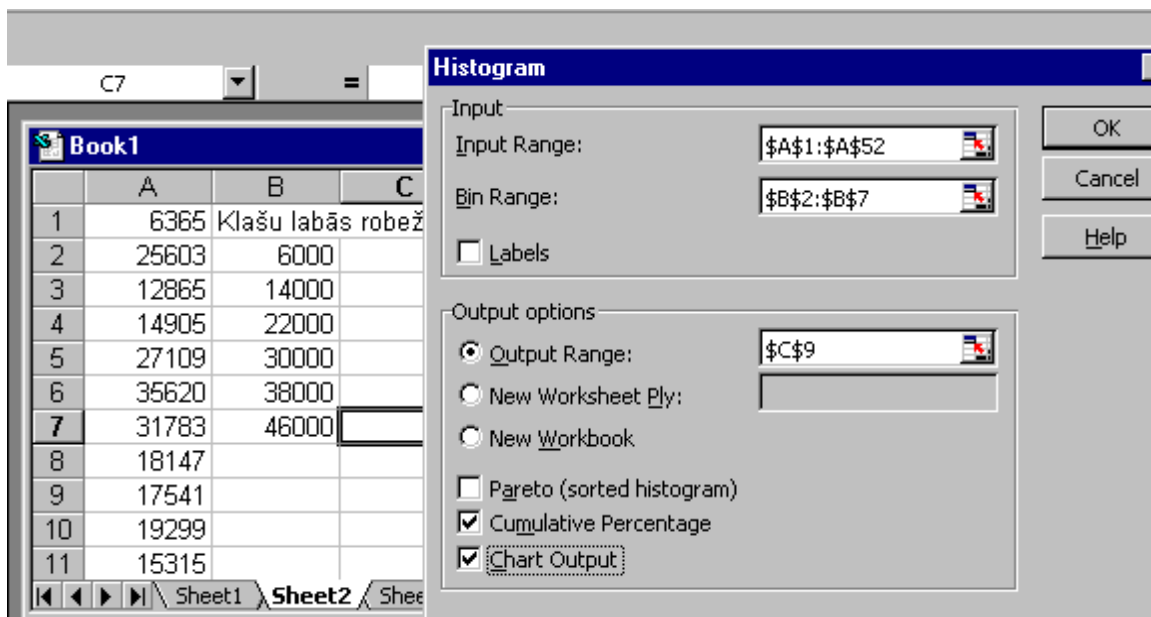 C7 =
Book1
A B C
1 6365 Klašu labās robež
2 25603 6000
3 12865 14000
4 14905 22000
5 27109 30000
6 35620 38000
7 31783 46000
8 18147
9 17541
10 19299
11 15315
Sheet1 Sheet2 Shee
Histogram
Input
Input Range: $A$1:$A$52
Bin Range: $B$2:$B$7
Labels
Output options
Output Range: $C$9
New Worksheet Ply:
New Workbook
Pareto (sorted histogram)
Cumulative Percentage
Chart Output
OK
Cancel
Help